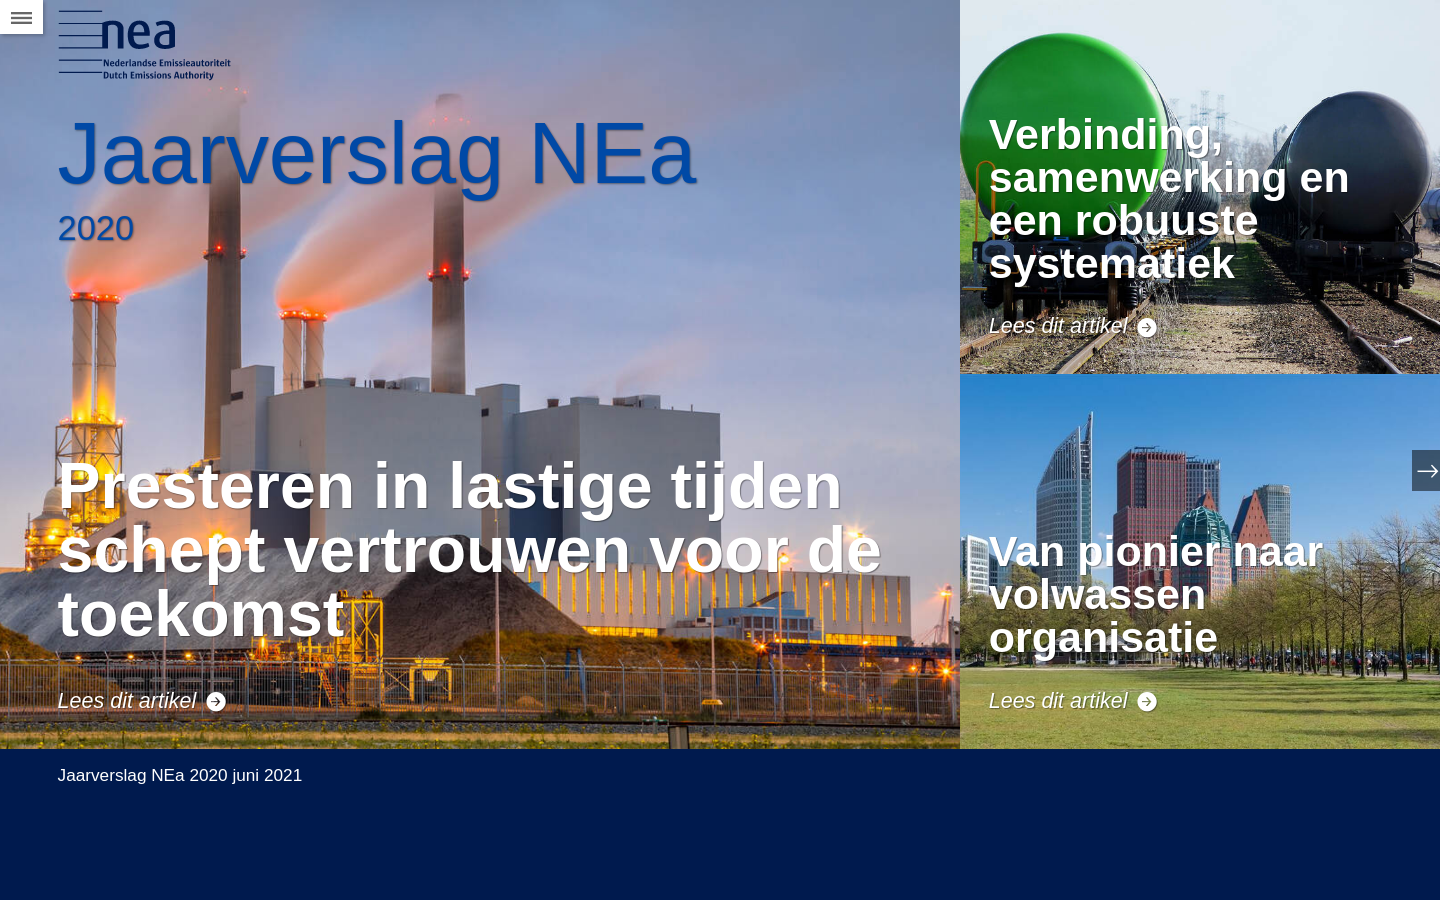 nea
Nederlandse Emissieautoriteit
Dutch Emissions Authority
Jaarverslag NEa
2020
Presteren in lastige tijden
schept vertrouwen voor de
toekomst
Lees dit artikel
Verbinding,
samenwerking en
een robuuste
systematiek
Lees dit artikel
Van pionier naar
volwassen
organisatie
Lees dit artikel
Jaarverslag NEa 2020 juni 2021